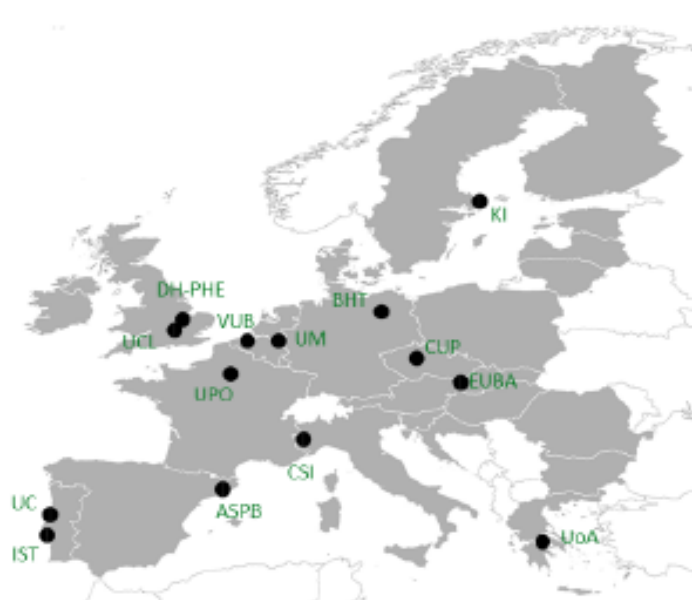 KI
DH-PHE
BHT
VUB
UCL
UM
CUP
EUBA
UPO
CSI
UC
ASPB
UoA
IST